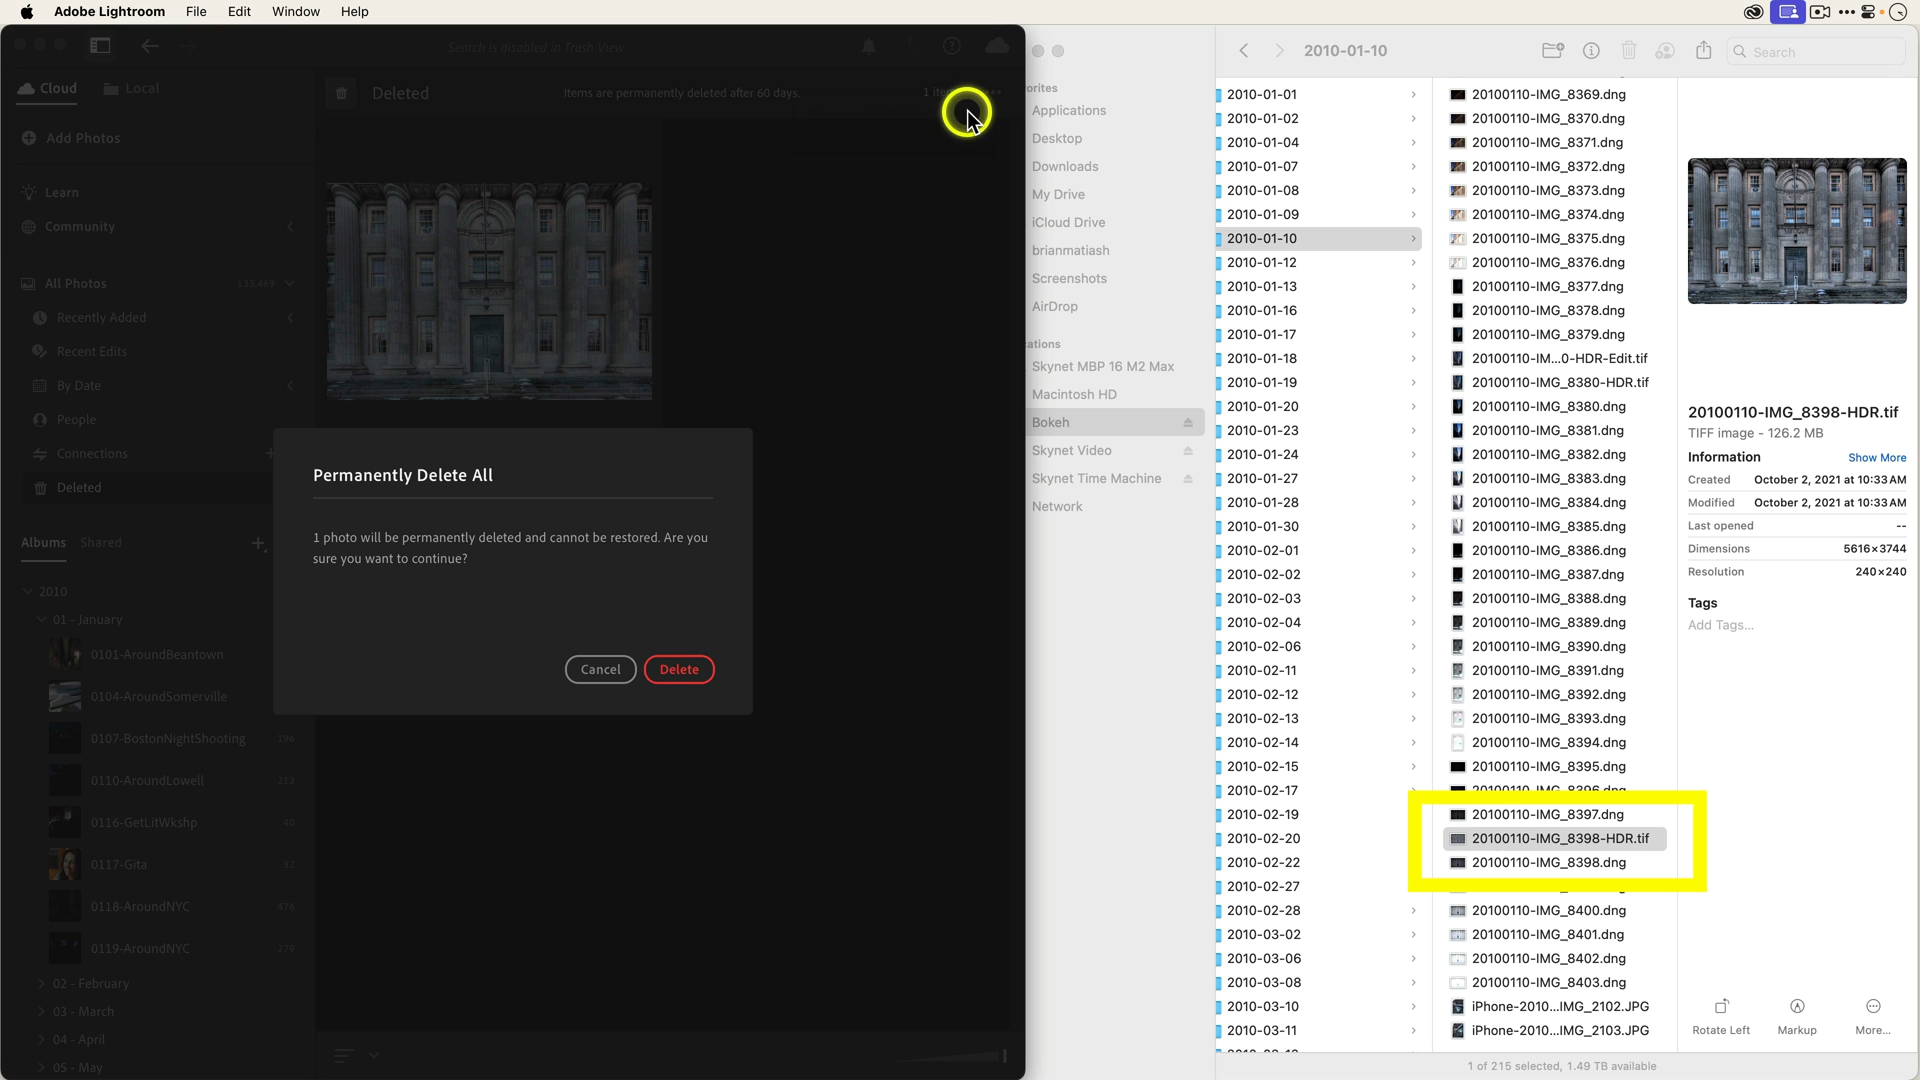 Adobe Lightroom File Edit Window Help
Search is disabled in Trash View
Cloud Local
Deleted Items are permanently deleted after 60 days.
Add Photos
Learn
Community
All Photos 133,469
Recently Added
Recent Edits
By Date
People
Connections
Deleted
Albums Shared
2010
01 - January
0101-AroundBeantown
0104-AroundSomerville
0107-BostonNightShooting 196
0110-AroundLowell 212
0116-GetLitWkshp 40
0117-Gita 32
0118-AroundNYC 476
0119-AroundNYC 279
02 - February
03 - March
04 - April
05 - May
Permanently Delete All
1 photo will be permanently deleted and cannot be restored. Are you
sure you want to continue?
Cancel Delete
2010-01-10
Search
orites
Applications
Desktop
Downloads
My Drive
iCloud Drive
brianmatiash
Screenshots
AirDrop
ations
Skynet MBP 16 M2 Max
Macintosh HD
Bokeh
Skynet Video
Skynet Time Machine
Network
2010-01-01
2010-01-02
2010-01-04
2010-01-07
2010-01-08
2010-01-09
2010-01-10
2010-01-12
2010-01-13
2010-01-16
2010-01-17
2010-01-18
2010-01-19
2010-01-20
2010-01-23
2010-01-24
2010-01-27
2010-01-28
2010-01-30
2010-02-01
2010-02-02
2010-02-03
2010-02-04
2010-02-06
2010-02-11
2010-02-12
2010-02-13
2010-02-14
2010-02-15
2010-02-17
2010-02-19
2010-02-20
2010-02-22
2010-02-27
2010-02-28
2010-03-02
2010-03-06
2010-03-08
2010-03-10
2010-03-11
20100110-IMG_8369.dng
20100110-IMG_8370.dng
20100110-IMG_8371.dng
20100110-IMG_8372.dng
20100110-IMG_8373.dng
20100110-IMG_8374.dng
20100110-IMG_8375.dng
20100110-IMG_8376.dng
20100110-IMG_8377.dng
20100110-IMG_8378.dng
20100110-IMG_8379.dng
20100110-IM...0-HDR-Edit.tif
20100110-IMG_8380-HDR.tif
20100110-IMG_8380.dng
20100110-IMG_8381.dng
20100110-IMG_8382.dng
20100110-IMG_8383.dng
20100110-IMG_8384.dng
20100110-IMG_8385.dng
20100110-IMG_8386.dng
20100110-IMG_8387.dng
20100110-IMG_8388.dng
20100110-IMG_8389.dng
20100110-IMG_8390.dng
20100110-IMG_8391.dng
20100110-IMG_8392.dng
20100110-IMG_8393.dng
20100110-IMG_8394.dng
20100110-IMG_8395.dng
20100110-IMG_8396.dng
20100110-IMG_8397.dng
20100110-IMG_8398-HDR.tif
20100110-IMG_8398.dng
20100110-IMG_8400.dng
20100110-IMG_8401.dng
20100110-IMG_8402.dng
20100110-IMG_8403.dng
iPhone-2010...IMG_2102.JPG
iPhone-2010...IMG_2103.JPG
20100110-IMG_8398-HDR.tif
TIFF image - 126.2 MB
Information Show More
Created October 2, 2021 at 10:33 AM
Modified October 2, 2021 at 10:33 AM
Last opened --
Dimensions 5616×3744
Resolution 240×240
Tags
Add Tags...
Rotate Left Markup More...
1 of 215 selected, 1.49 TB available